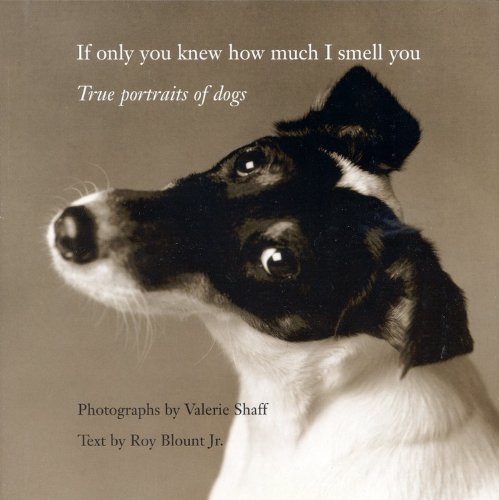 If only you knew how much I smell you
True portraits of dogs
Photographs by Valerie Shaff
Text by Roy Blount Jr.